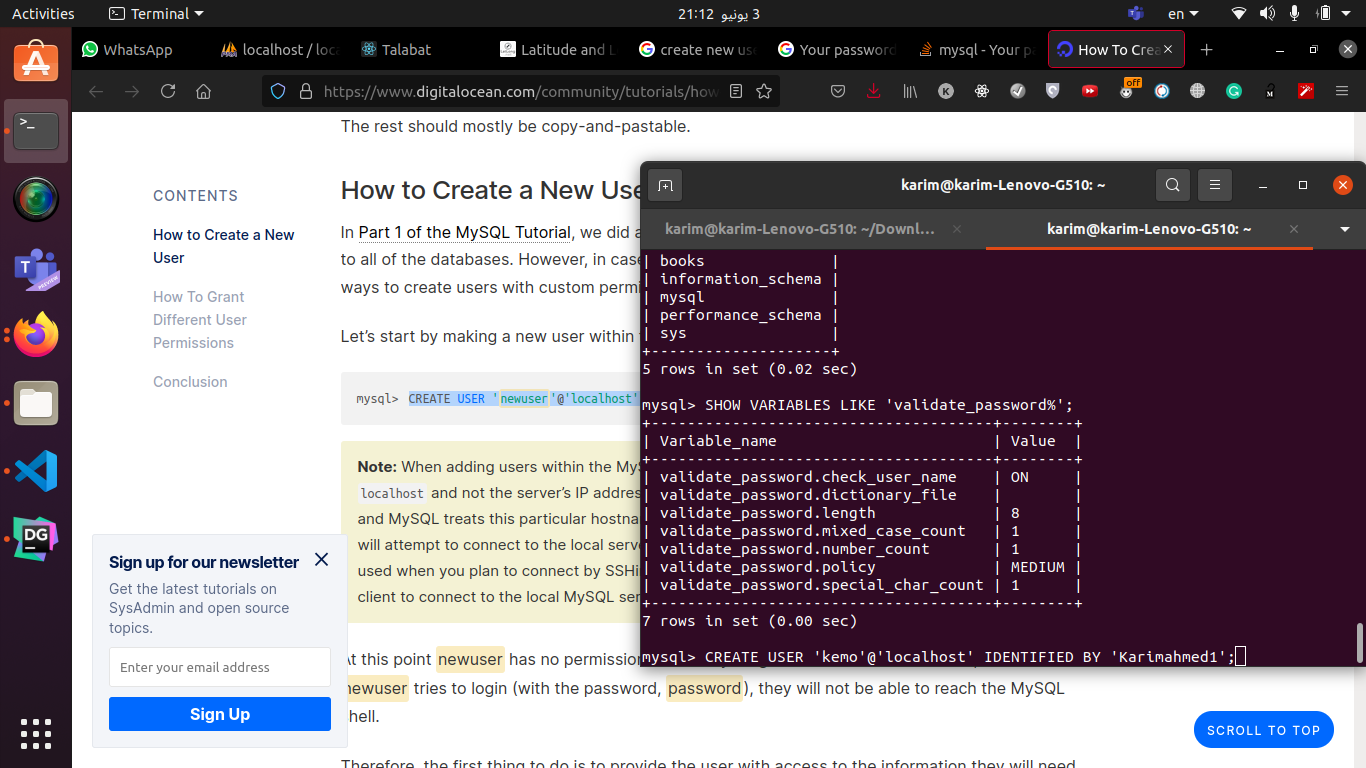 Activities
Terminal
3 يونيو 21:12
en
WhatsApp
localhost / loca
Talabat
Latitude and L
create new use
Your password
mysql - Your pa
How To Crea
https://www.digitalocean.com/community/tutorials/how
off
The rest should mostly be copy-and-pastable.
CONTENTS
How to Create a New
User
How To Grant
Different User
Permissions
Conclusion
How to Create a New Use
In Part 1 of the MySQL Tutorial, we did a
to all of the databases. However, in case
ways to create users with custom permi
Let’s start by making a new user within
mysql> CREATE USER 'newuser'@'localhost'
Note: When adding users within the MyS
localhost and not the server’s IP addres
and MySQL treats this particular hostna
will attempt to connect to the local serve
used when you plan to connect by SSHi
client to connect to the local MySQL ser
At this point newuser has no permission
newuser tries to login (with the password, password), they will not be able to reach the MySQL
shell.
Therefore, the first thing to do is to provide the user with access to the information they will need
Sign up for our newsletter
Get the latest tutorials on
SysAdmin and open source
topics.
Enter your email address
Sign Up
SCROLL TO TOP
>_
PREVIEW
DG
karim@karim-Lenovo-G510: ~
karim@karim-Lenovo-G510: ~/Downl...
karim@karim-Lenovo-G510: ~
| books |
| information_schema |
| mysql |
| performance_schema |
| sys |
+--------------------+
5 rows in set (0.02 sec)
mysql> SHOW VARIABLES LIKE 'validate_password%';
+--------------------------------------+--------+
| Variable_name | Value |
+--------------------------------------+--------+
| validate_password.check_user_name | ON |
| validate_password.dictionary_file | |
| validate_password.length | 8 |
| validate_password.mixed_case_count | 1 |
| validate_password.number_count | 1 |
| validate_password.policy | MEDIUM |
| validate_password.special_char_count | 1 |
+--------------------------------------+--------+
7 rows in set (0.00 sec)
mysql> CREATE USER 'kemo'@'localhost' IDENTIFIED BY 'Karimahmed1';